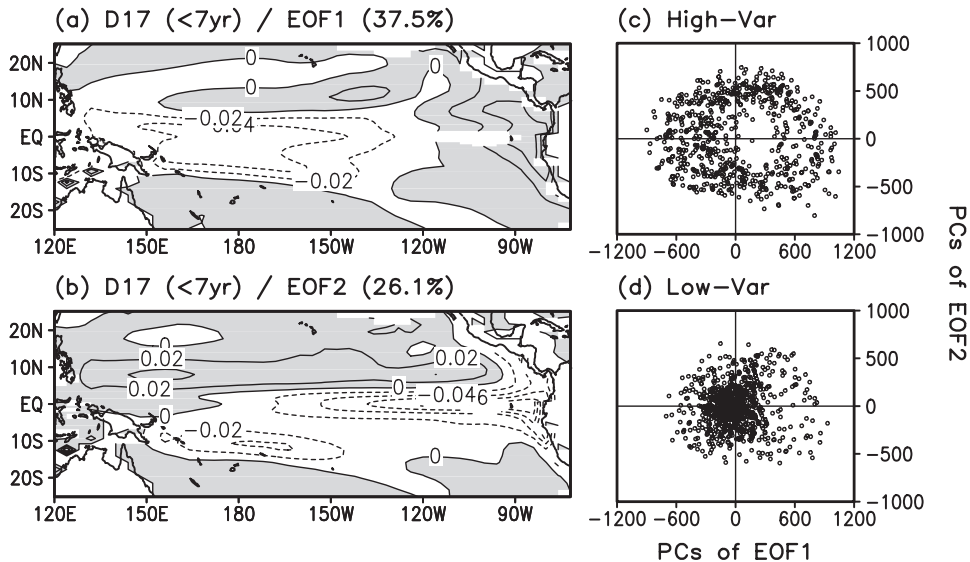 (a) D17 (<7yr) / EOF1 (37.5%)
20N
10N
EQ
10S
20S
0
0
0
−0.02
−0.02
120E 150E 180 150W 120W 90W
(b) D17 (<7yr) / EOF2 (26.1%)
20N
10N
EQ
10S
20S
0
0.02
0.02
0.02
0
−0.046
0
−0.02
0
120E 150E 180 150W 120W 90W
(c) High−Var
1000
500
0
−500
−1000
−1200 −600 0 600 1200
(d) Low−Var
1000
500
0
−500
−1000
−1200 −600 0 600 1200
PCs of EOF1
PCs of EOF2